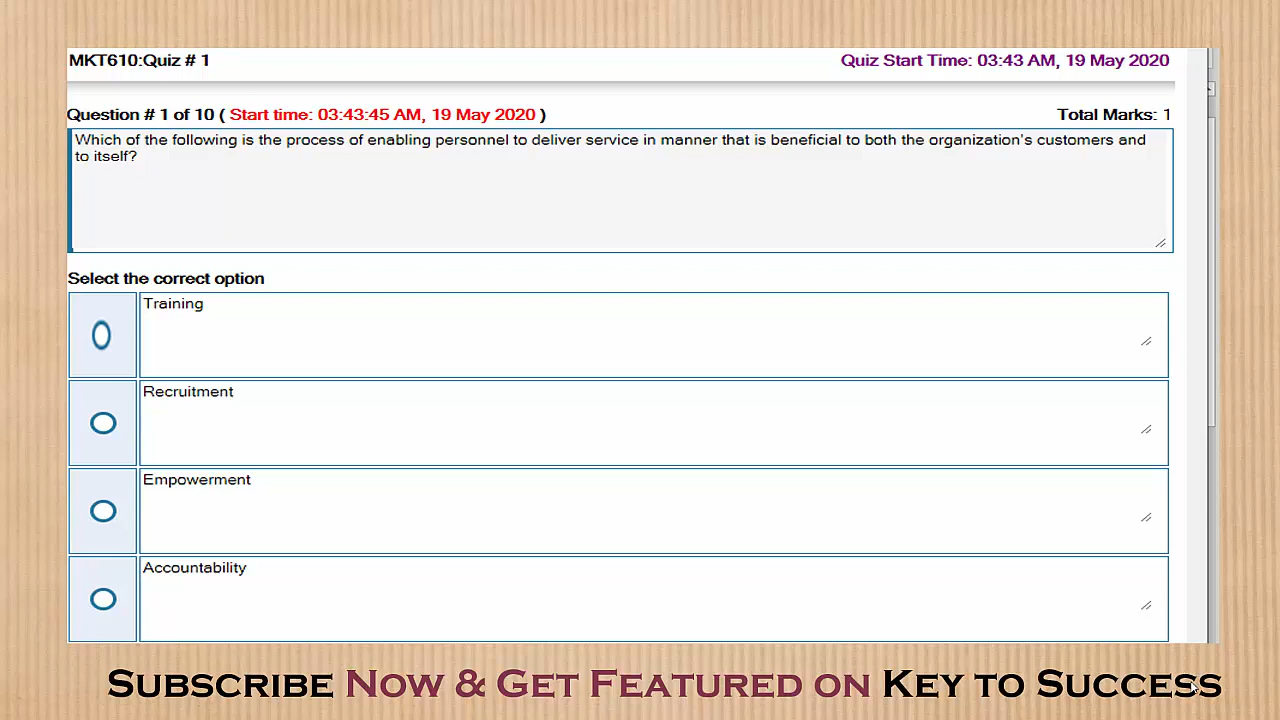 MKT610:Quiz # 1
Quiz Start Time: 03:43 AM, 19 May 2020
Question # 1 of 10 ( Start time: 03:43:45 AM, 19 May 2020 )
Total Marks: 1
Which of the following is the process of enabling personnel to deliver service in manner that is beneficial to both the organization's customers and
to itself?
Select the correct option
Training
Recruitment
Empowerment
Accountability
Subscribe Now & Get Featured on Key to Success